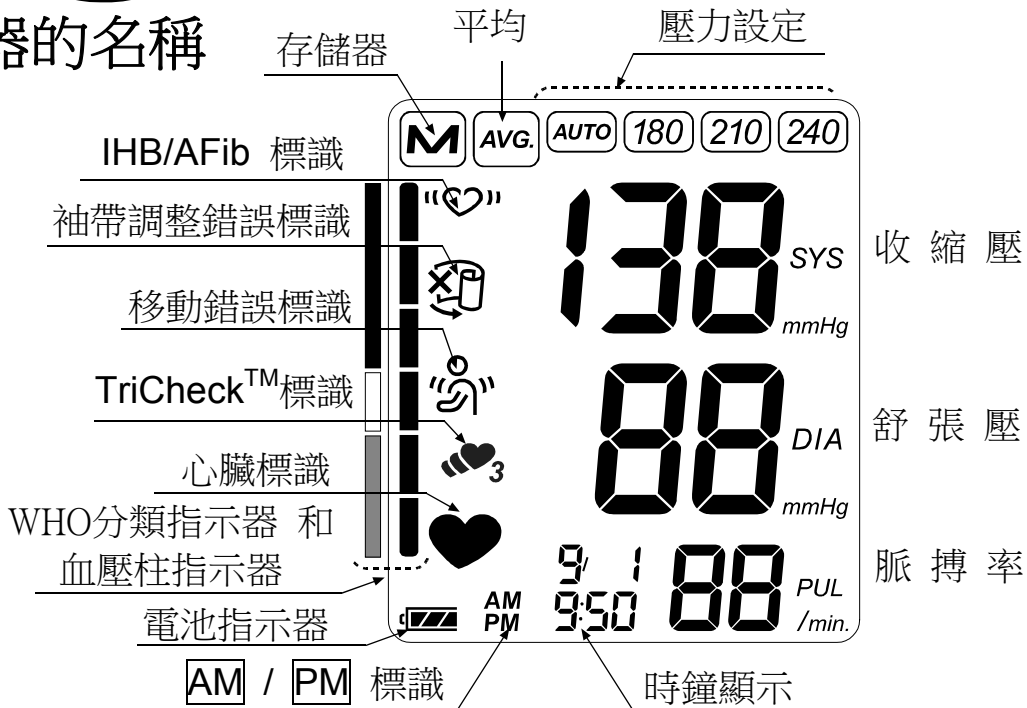 器的名稱
平均
壓力設定
存儲器
M AVG. AUTO 180 210 240
IHB/AFib 標識
袖帶調整錯誤標識
138 SYS 收縮壓
mmHg
移動錯誤標識
TriCheck™標識
88 DIA 舒張壓
mmHg
3
心臟標識
WHO分類指示器 和
血壓柱指示器
9/ 1 88 PUL 脈搏率
/min.
電池指示器
AM
PM
9:50
AM / PM 標識
時鐘顯示